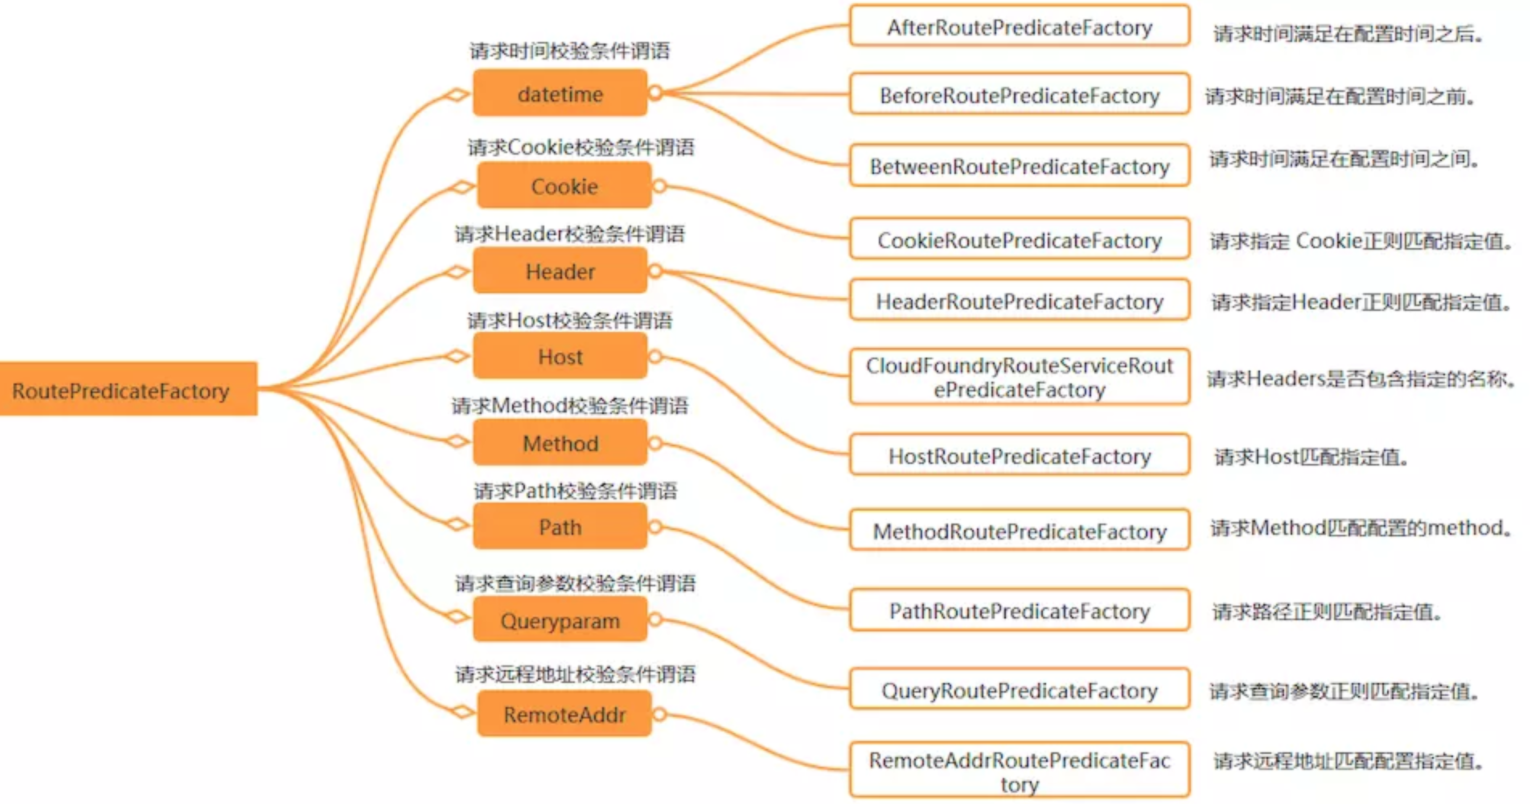 RoutePredicateFactory
请求时间校验条件谓语
datetime
AfterRoutePredicateFactory
请求时间满足在配置时间之后。
BeforeRoutePredicateFactory
请求时间满足在配置时间之前。
BetweenRoutePredicateFactory
请求时间满足在配置时间之间。
请求Cookie校验条件谓语
Cookie
CookieRoutePredicateFactory
请求指定 Cookie正则匹配指定值。
请求Header校验条件谓语
Header
HeaderRoutePredicateFactory
请求指定Header正则匹配指定值。
CloudFoundryRouteServiceRout
ePredicateFactory
请求Headers是否包含指定的名称。
请求Host校验条件谓语
Host
HostRoutePredicateFactory
请求Host匹配指定值。
请求Method校验条件谓语
Method
MethodRoutePredicateFactory
请求Method匹配配置的method。
请求Path校验条件谓语
Path
PathRoutePredicateFactory
请求路径正则匹配指定值。
请求查询参数校验条件谓语
Queryparam
QueryRoutePredicateFactory
请求查询参数正则匹配指定值。
请求远程地址校验条件谓语
RemoteAddr
RemoteAddrRoutePredicateFac
tory
请求远程地址匹配配置指定值。